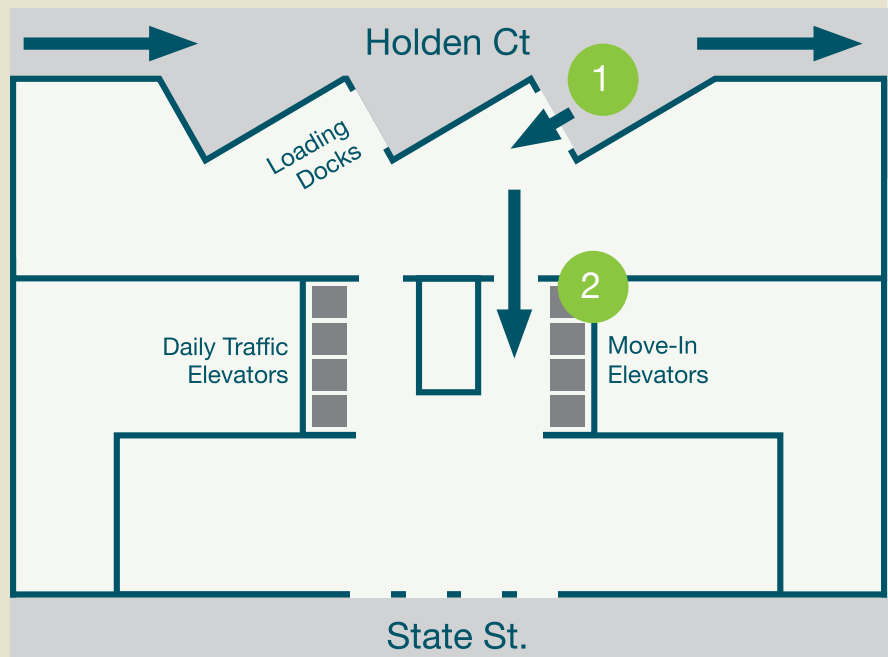 Holden Ct
1
Loading
Docks
2
Daily Traffic
Elevators
Move-In
Elevators
State St.